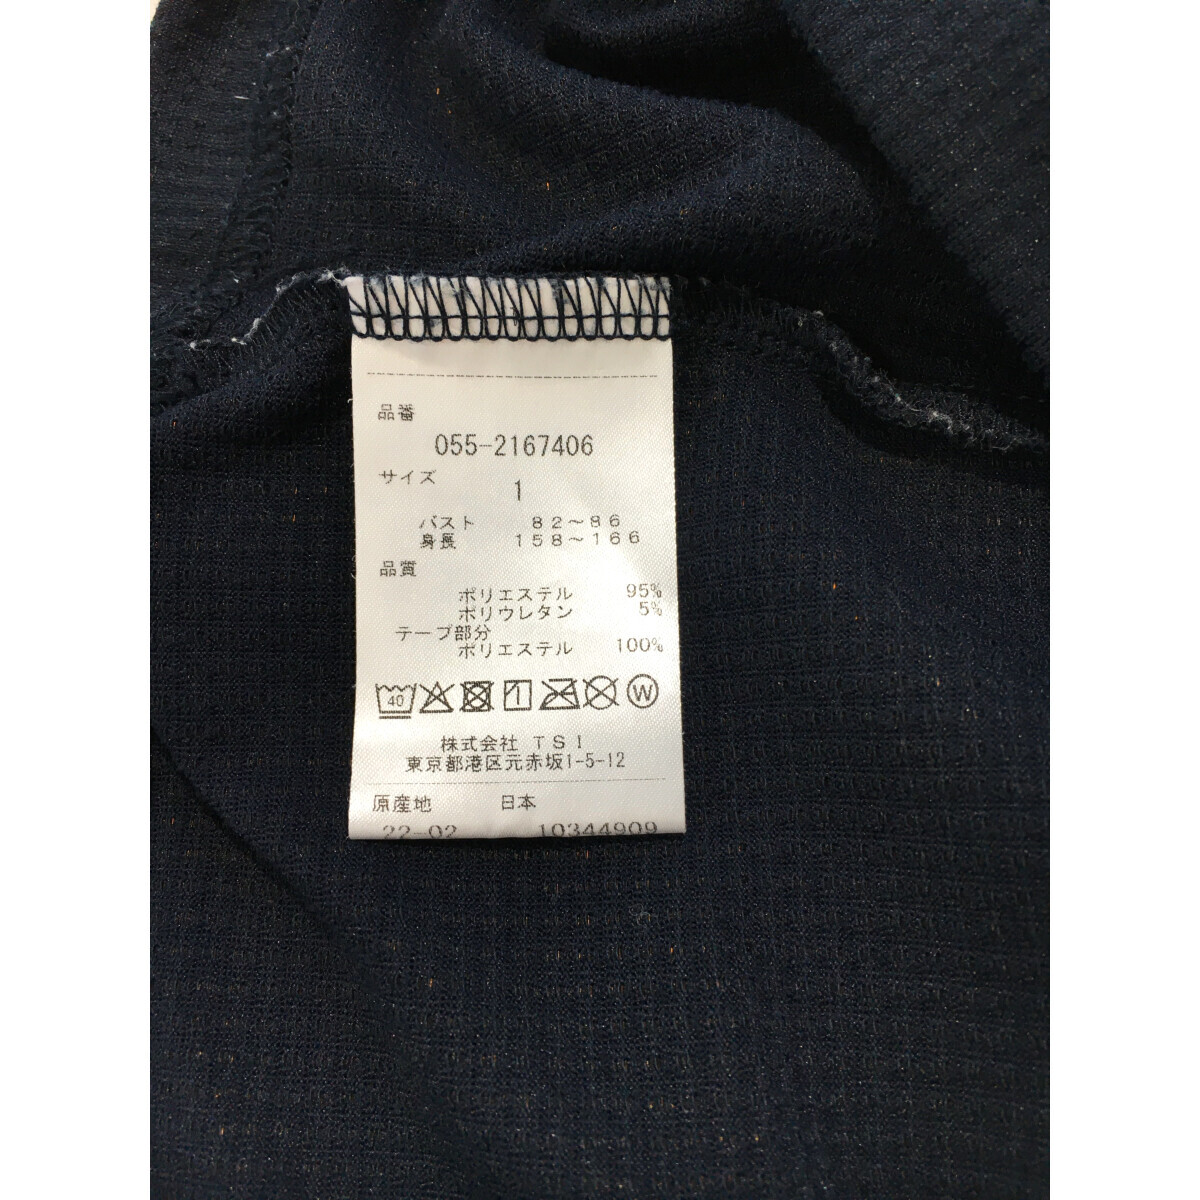 品番
055-2167406
サイズ
1
バスト 82～86
身長 158～166
品質
ポリエステル 95%
ポリウレタン 5%
テープ部分
ポリエステル 100%
40 1 W
株式会社 TSI
東京都港区元赤坂1-5-12
原産地 日本
22-02 10344909